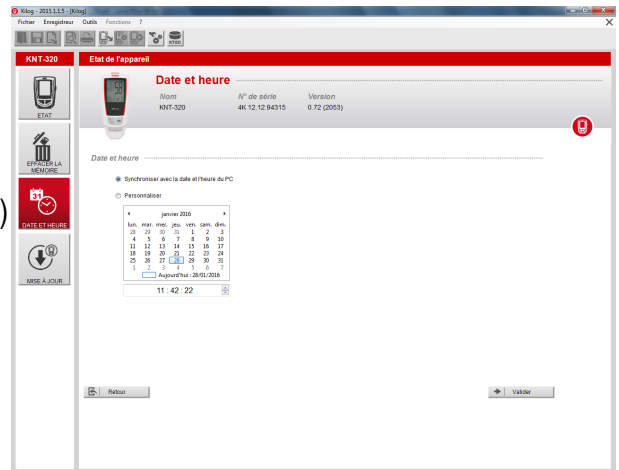 Kilog - 2015.1.1.5 - [Kilog]
Fichier Enregistreur Outils Fonctions ?
KNT-320
Etat de l'appareil
Date et heure
Nom N° de série Version
KNT-320 4K 12.12.94315 0.72 (2053)
ETAT
EFFACER LA
MÉMOIRE
DATE ET HEURE
MISE À JOUR
)
Date et heure
Synchroniser avec la date et l'heure du PC
Personnaliser
janvier 2016
lun. mar. mer. jeu. ven. sam. dim.
28 29 30 31 1 2 3
4 5 6 7 8 9 10
11 12 13 14 15 16 17
18 19 20 21 22 23 24
25 26 27 28 29 30 31
1 2 3 4 5 6 7
Aujourd'hui : 28/01/2016
11 : 42 : 22
Retour
Valider